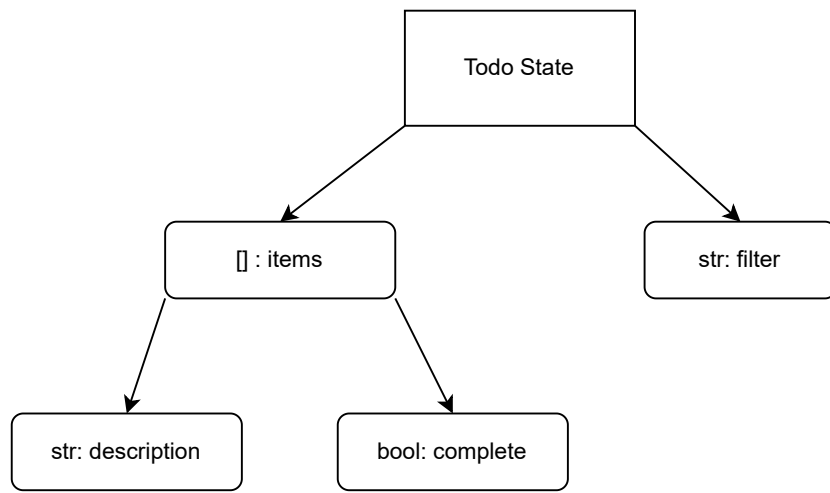 Todo State
[] : items
str: filter
str: description
bool: complete